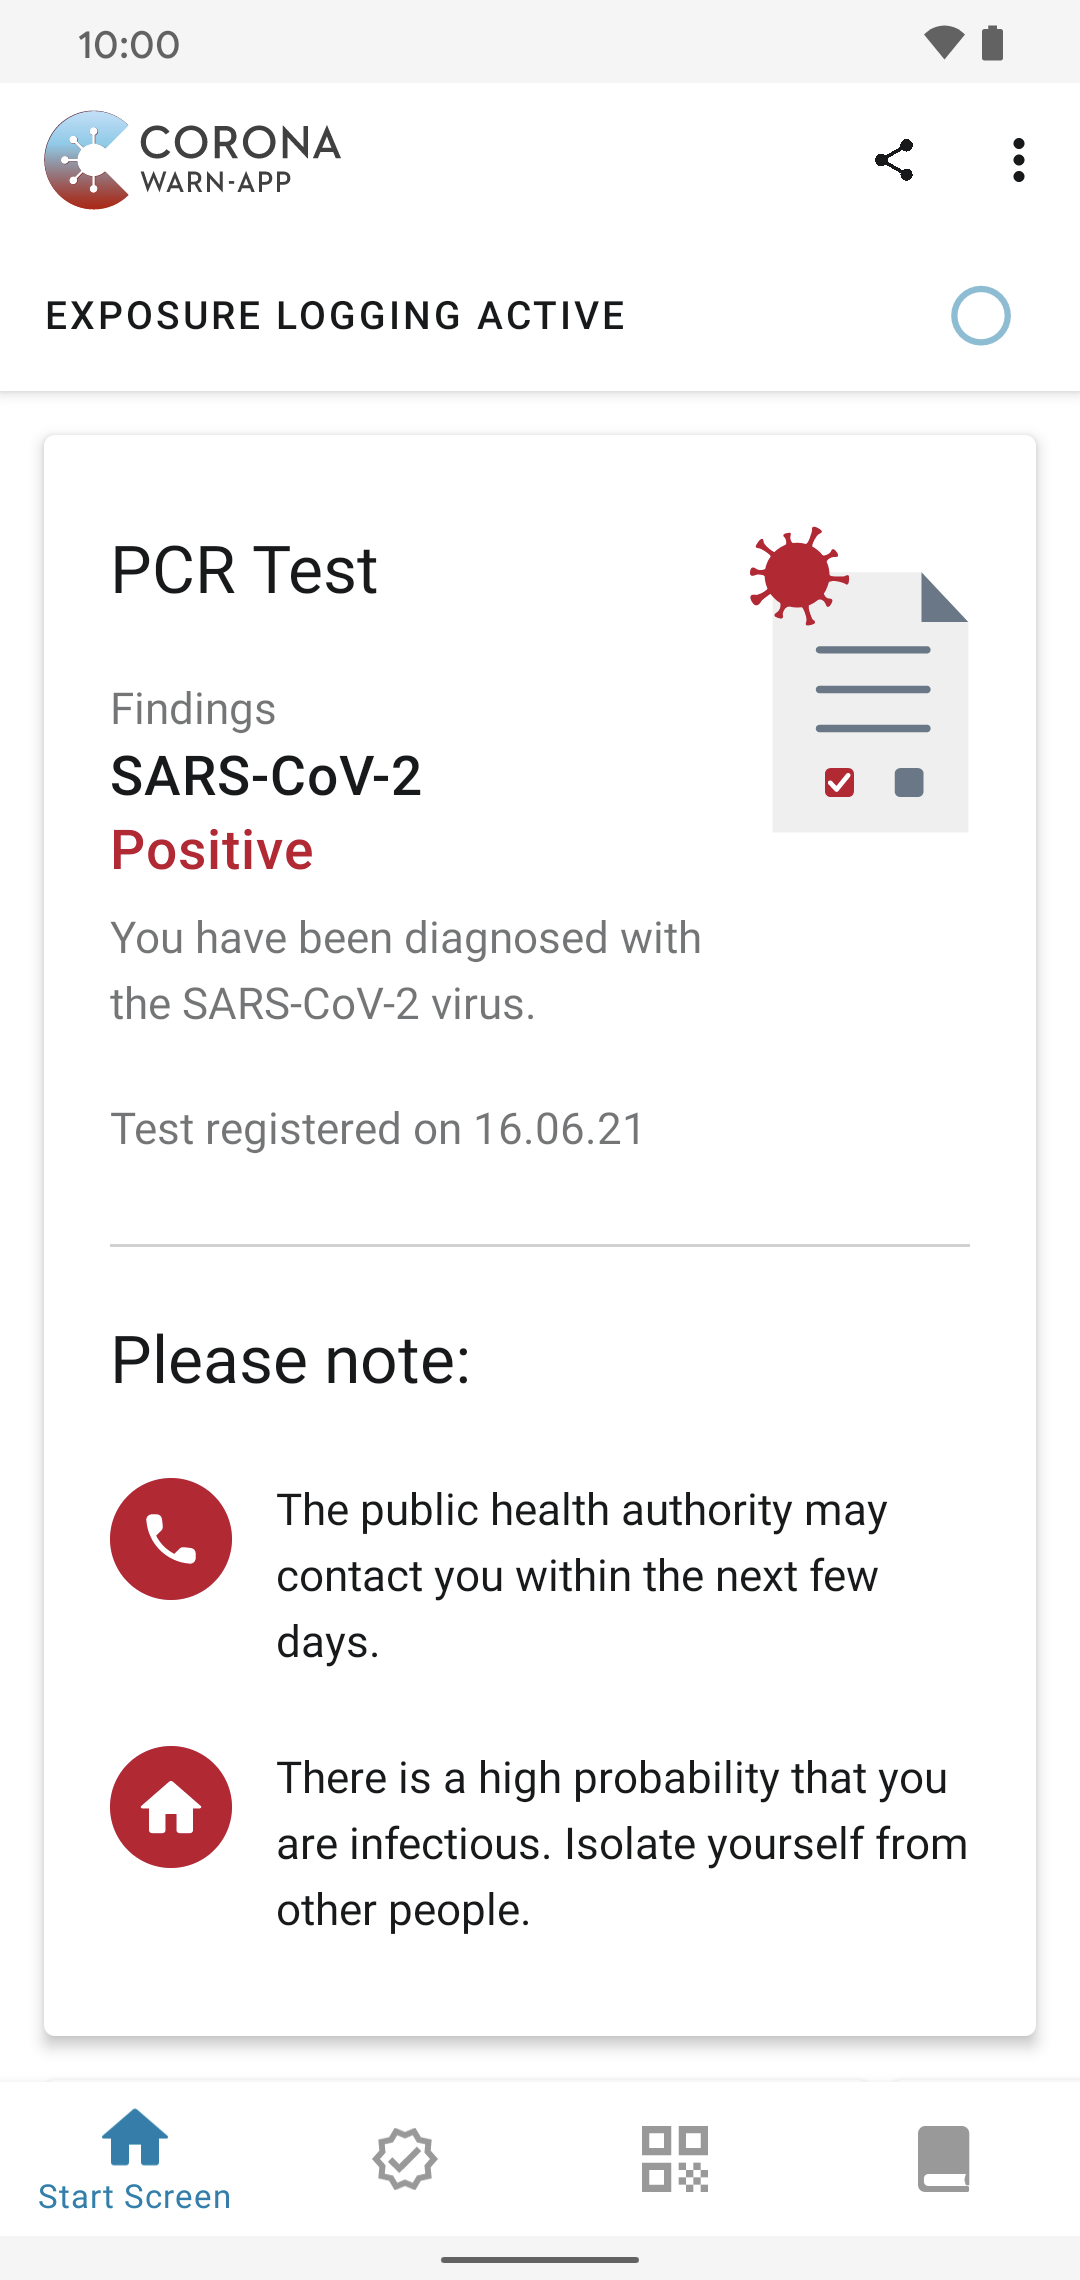 10:00
CORONA
WARN-APP
EXPOSURE LOGGING ACTIVE
PCR Test
Findings
SARS-CoV-2
Positive
You have been diagnosed with
the SARS-CoV-2 virus.
Test registered on 16.06.21
Please note:
The public health authority may
contact you within the next few
days.
There is a high probability that you
are infectious. Isolate yourself from
other people.
Start Screen